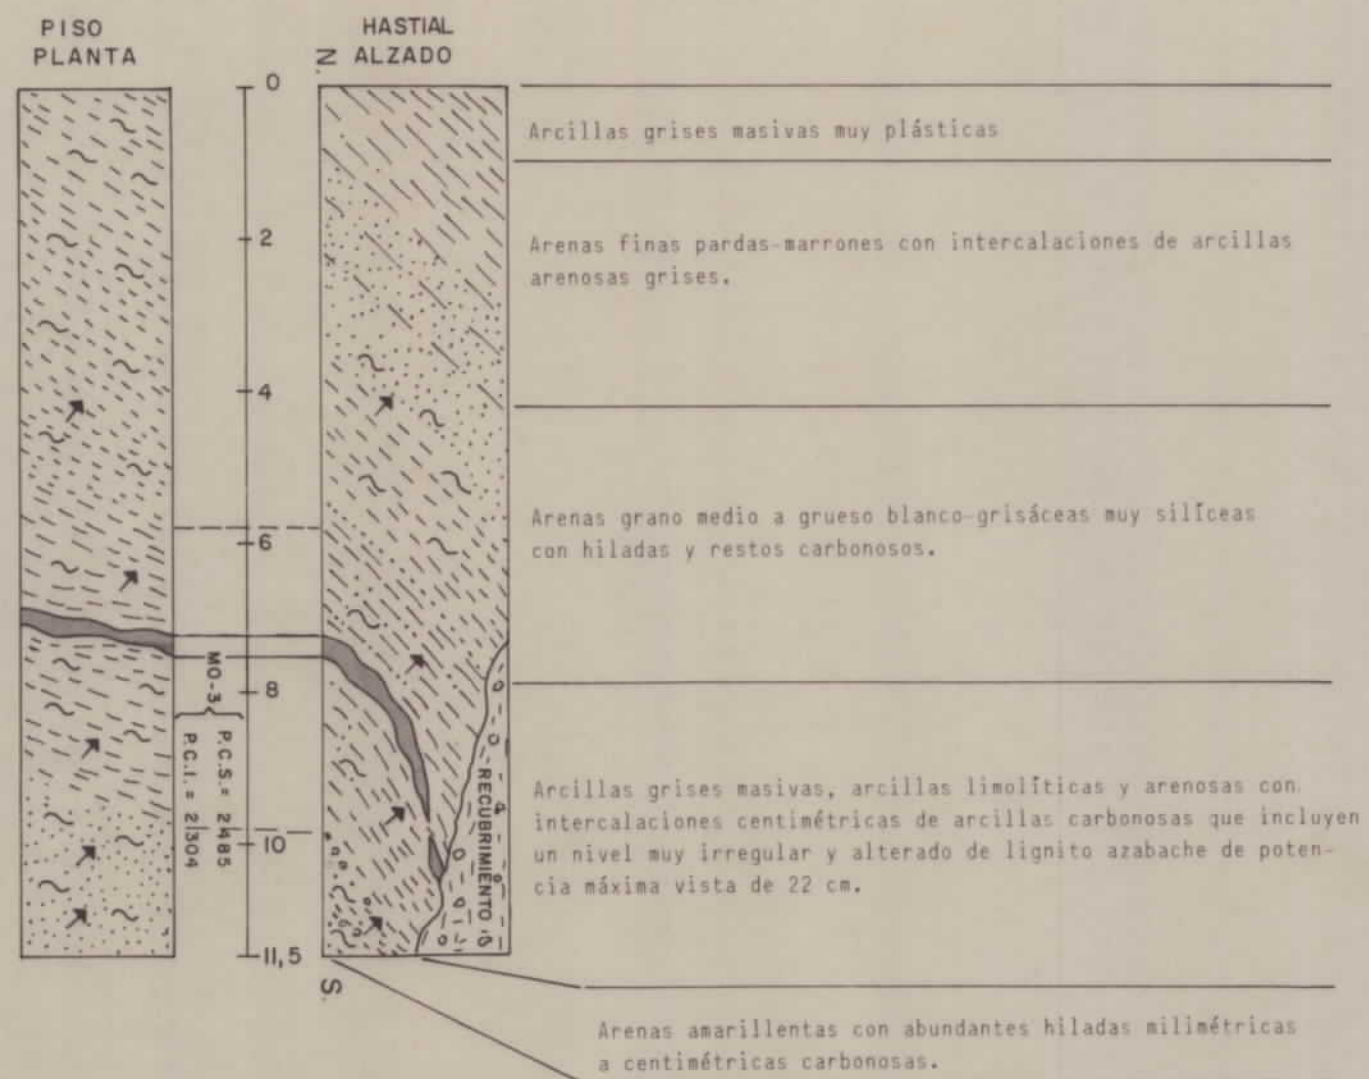 PISO
PLANTA
HASTIAL
ALZADO
N.
0
2
4
6
8
10
11,5
S.
MO-3
P.C.S. = 2485
P.C.I. = 2304
RECUBRIMIENTO
Arcillas grises masivas muy plásticas
Arenas finas pardas-marrones con intercalaciones de arcillas
arenosas grises.
Arenas grano medio a grueso blanco-grisáceas muy silíceas
con hiladas y restos carbonosos.
Arcillas grises masivas, arcillas limolíticas y arenosas con
intercalaciones centimétricas de arcillas carbonosas que incluyen
un nivel muy irregular y alterado de lignito azabache de poten-
cia máxima vista de 22 cm.
Arenas amarillentas con abundantes hiladas milimétricas
a centimétricas carbonosas.